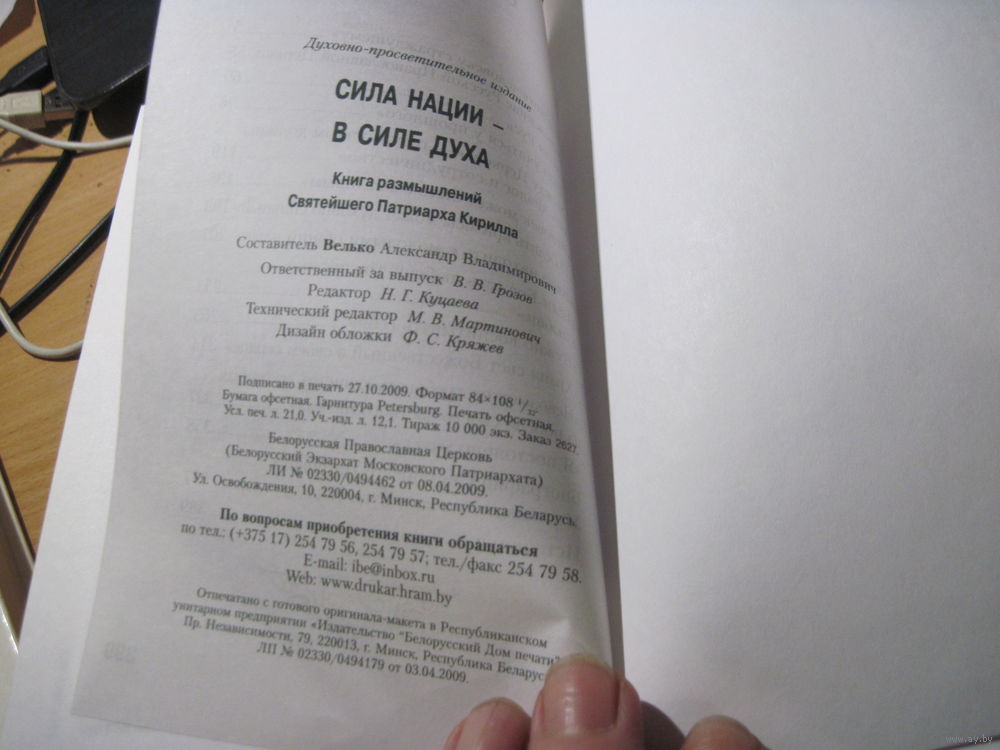 Духовно-просветительное издание
СИЛА НАЦИИ –
В СИЛЕ ДУХА
Книга размышлений
Святейшего Патриарха Кирилла
Составитель Велько Александр Владимирович
Ответственный за выпуск В. В. Грозов
Редактор Н. Г. Куцаева
Технический редактор М. В. Мартинович
Дизайн обложки Ф. С. Кряжев
Подписано в печать 27.10.2009. Формат 84×108 1/32.
Бумага офсетная. Гарнитура Petersburg. Печать офсетная.
Усл. печ. л. 21,0. Уч.-изд. л. 12,1. Тираж 10 000 экз. Заказ 2627.
Белорусская Православная Церковь
(Белорусский Экзархат Московского Патриархата)
ЛИ № 02330/0494462 от 08.04.2009.
Ул. Освобождения, 10, 220004, г. Минск, Республика Беларусь.
По вопросам приобретения книги обращаться
по тел.: (+375 17) 254 79 56, 254 79 57; тел./факс 254 79 58.
E-mail: ibe@inbox.ru
Web: www.drukar.hram.by
Отпечатано с готового оригинала-макета в Республиканском
унитарном предприятии «Издательство "Белорусский Дом печати"
Пр. Независимости, 79, 220013, г. Минск, Республика Беларусь
ЛП № 02330/0494179 от 03.04.2009.
www.ay.by